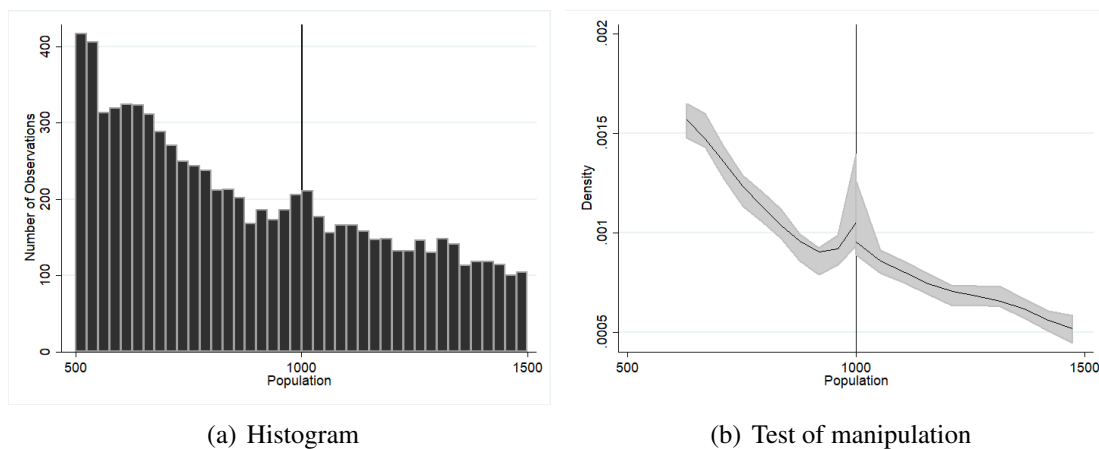 Number of Observations
400
300
200
100
0
500
1000
1500
Population
Density
.002
.0015
.001
.0005
500
1000
1500
Population
(a) Histogram
(b) Test of manipulation